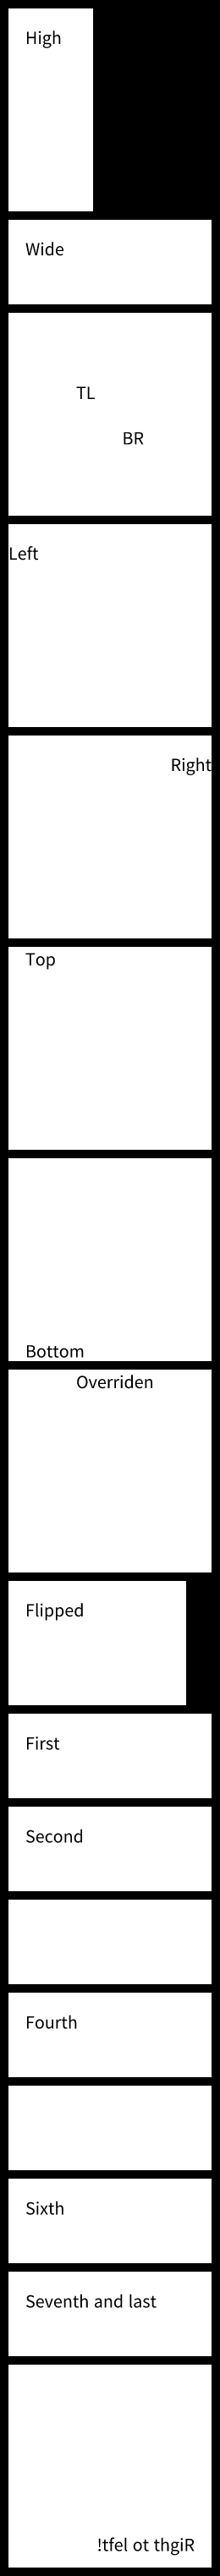 High
Wide
TL
BR
Left
Right
Top
Bottom
Overriden
Flipped
First
Second
Fourth
Sixth
Seventh and last
!tfel ot thgiR